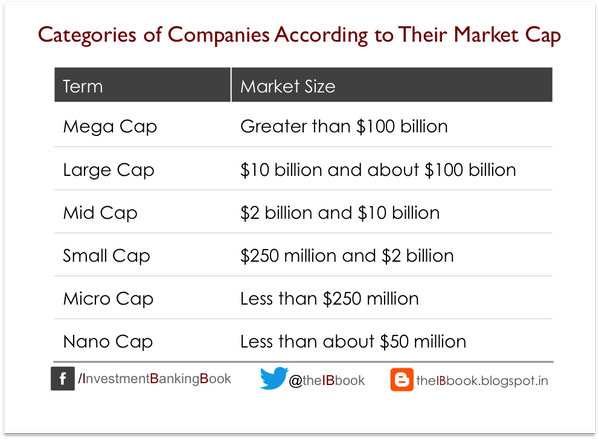 Categories of Companies According to Their Market Cap
Term Market Size
Mega Cap Greater than $100 billion
Large Cap $10 billion and about $100 billion
Mid Cap $2 billion and $10 billion
Small Cap $250 million and $2 billion
Micro Cap Less than $250 million
Nano Cap Less than about $50 million
/InvestmentBankingBook @theIBbook theIBbook.blogspot.in